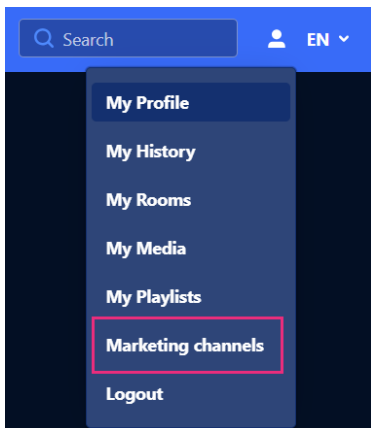 Search
EN
My Profile
My History
My Rooms
My Media
My Playlists
Marketing channels
Logout